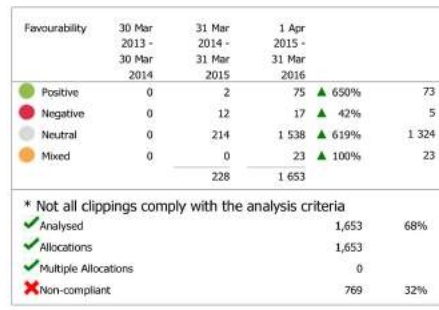 Favourability 30 Mar 31 Mar 1 Apr
2013 - 2014 - 2015 -
30 Mar 31 Mar 31 Mar
2014 2015 2016
Positive 0 2 75 ▲ 650% 73
Negative 0 12 17 ▲ 42% 5
Neutral 0 214 1 538 ▲ 619% 1 324
Mixed 0 0 23 ▲ 100% 23
228 1 653
* Not all clippings comply with the analysis criteria
Analysed 1,653 68%
Allocations 1,653
Multiple Allocations 0
Non-compliant 769 32%